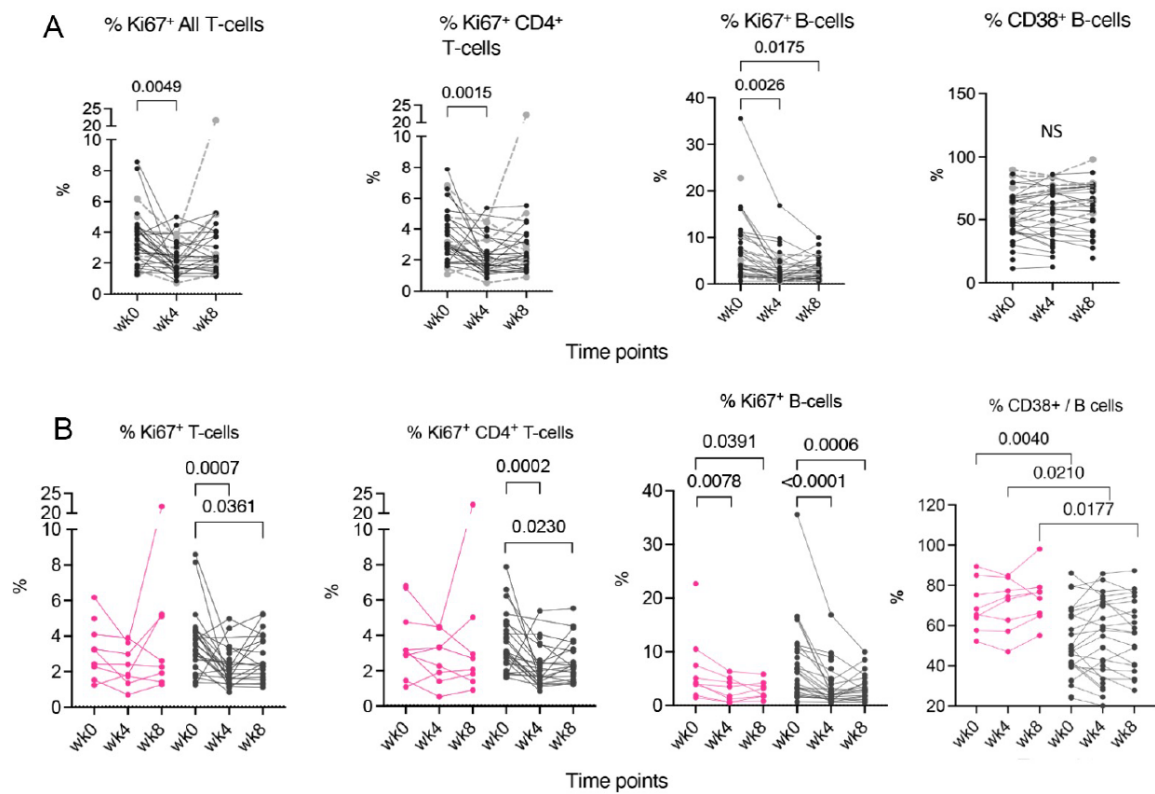 A
% Ki67⁺ All T-cells
% Ki67⁺ CD4⁺
T-cells
% Ki67⁺ B-cells
% CD38⁺ B-cells
0.0049
0.0015
0.0175
0.0026
NS
25
20
10
8
6
4
2
0
%
wk0
wk4
wk8
25
20
10
8
6
4
2
0
%
wk0
wk4
wk8
40
30
20
10
0
%
wk0
wk4
wk8
150
100
50
0
%
wk0
wk4
wk8
Time points
B
% Ki67⁺ T-cells
% Ki67⁺ CD4⁺ T-cells
% Ki67⁺ B-cells
% CD38+ / B cells
0.0007
0.0361
0.0002
0.0230
0.0391
0.0078
0.0006
<0.0001
0.0040
0.0210
0.0177
25
20
10
8
6
4
2
0
%
wk0
wk4
wk8
wk0
wk4
wk8
25
20
10
8
6
4
2
0
%
wk0
wk4
wk8
wk0
wk4
wk8
40
30
20
10
0
%
wk0
wk4
wk8
wk0
wk4
wk8
120
100
80
60
40
20
%
wk0
wk4
wk8
wk0
wk4
wk8
Time points